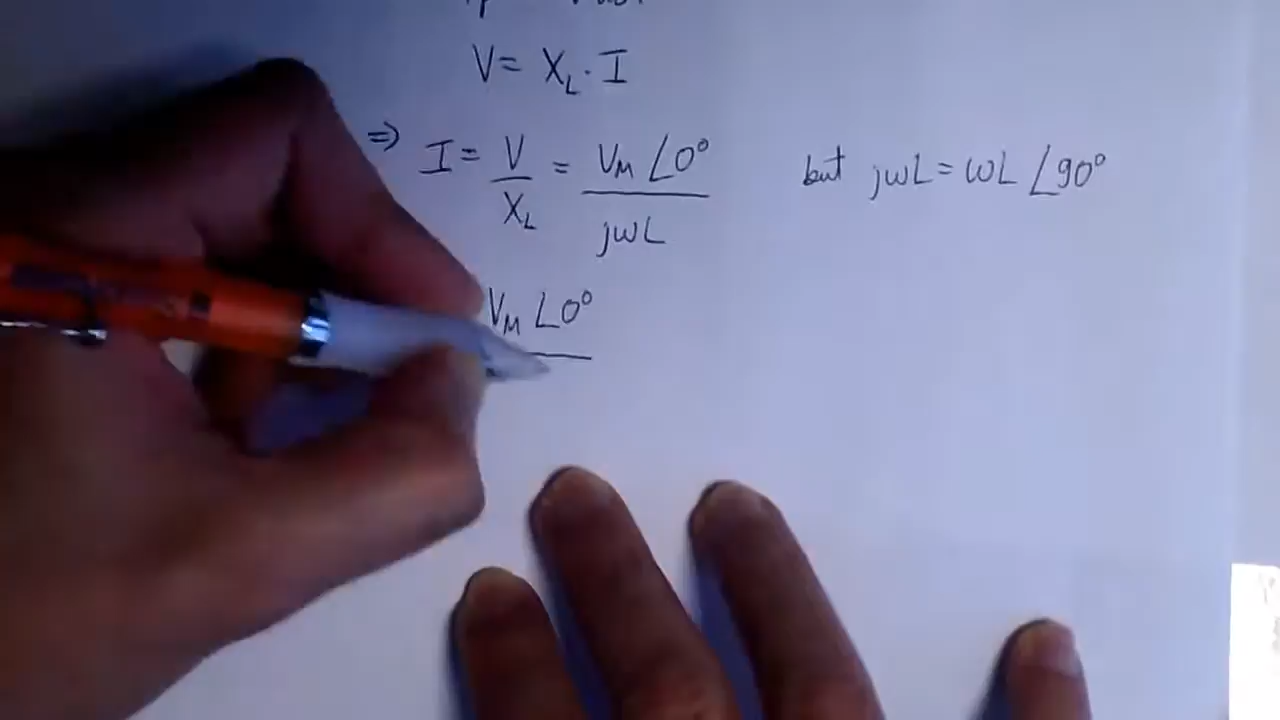 V = X_L · I
⇒ I = V / X_L = V_M ∠0° / jωL but jωL = ωL ∠90°
V_M ∠0°